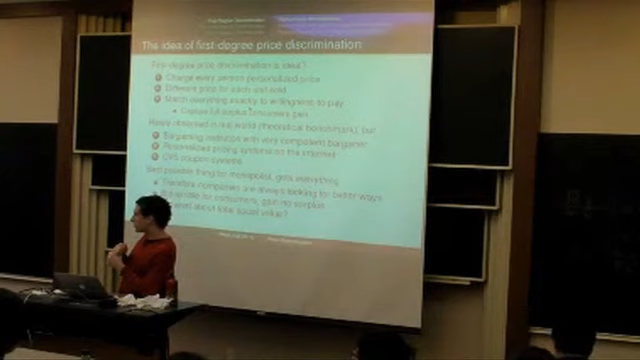 The idea of first-degree price discrimination
First-degree price discrimination is ideal?
Charge every person personalized price
Different price for each unit sold
Match everything exactly to willingness to pay
Capture full surplus consumers gain
Never observed in real world (theoretical benchmark), but
Bargaining institution with very competent bargainer
Personalized pricing systems on the internet
CVS coupon systems
Best possible thing for monopolist, gets everything
Therefore companies are always looking for better ways
for consumers, gain no surplus
what about total social value?